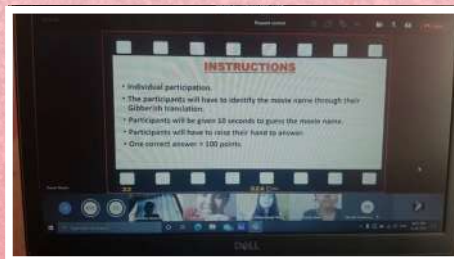 INSTRUCTIONS
• Individual participation.
• The participants will have to identify the movie name through their
Gibberish translation.
• Participants will be given 10 seconds to guess the movie name.
• Participants will have to raise their hand to answer.
• One correct answer = 100 points
DELL